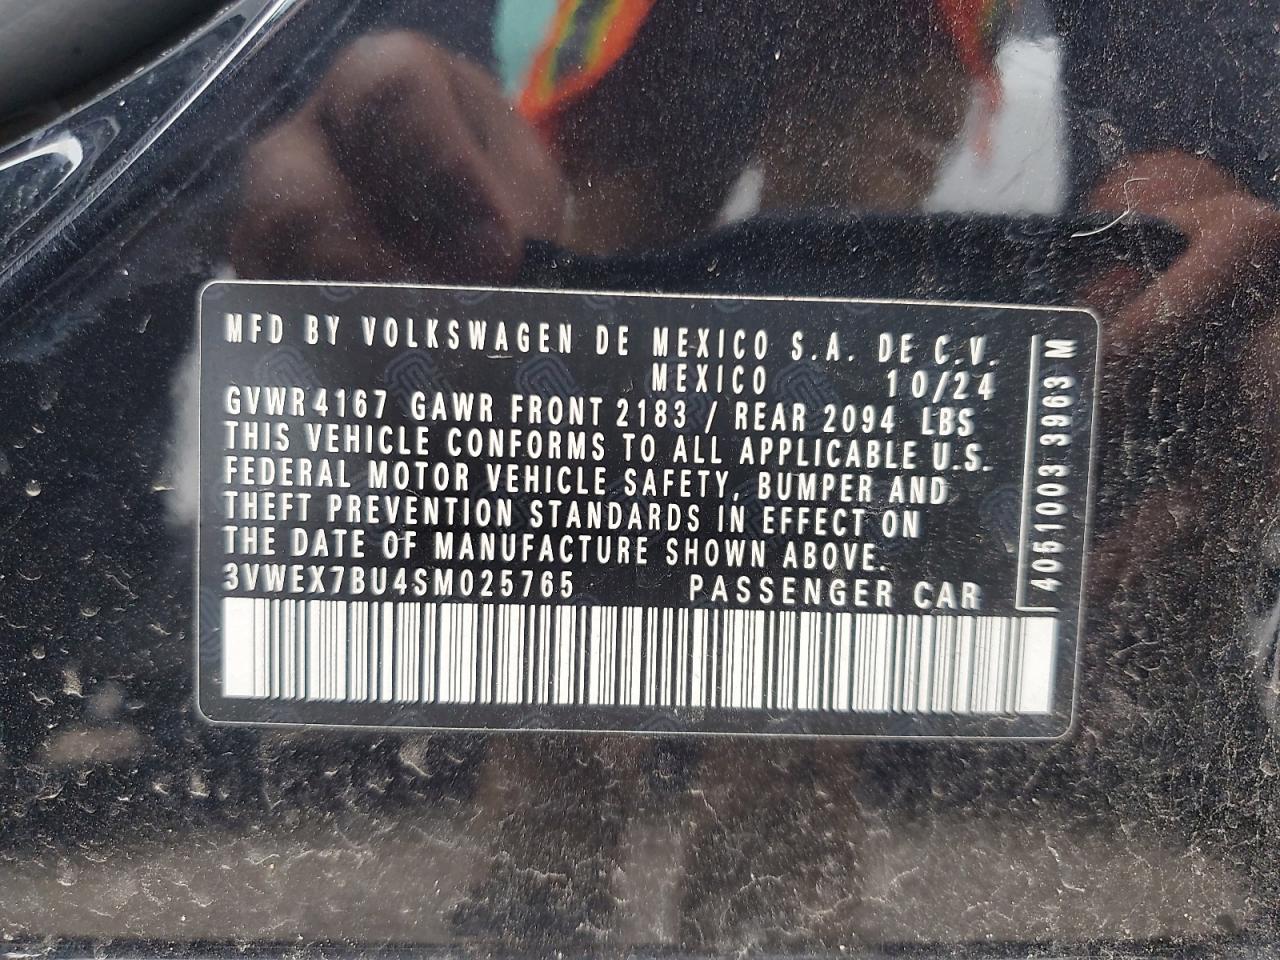 MFD BY VOLKSWAGEN DE MEXICO S.A. DE C.V.
MEXICO 10/24
GVWR 4167 GAWR FRONT 2183 / REAR 2094 LBS
THIS VEHICLE CONFORMS TO ALL APPLICABLE U.S.
FEDERAL MOTOR VEHICLE SAFETY, BUMPER AND
THEFT PREVENTION STANDARDS IN EFFECT ON
THE DATE OF MANUFACTURE SHOWN ABOVE.
3VWEX7BU4SM025765 PASSENGER CAR
4051003 3963 M